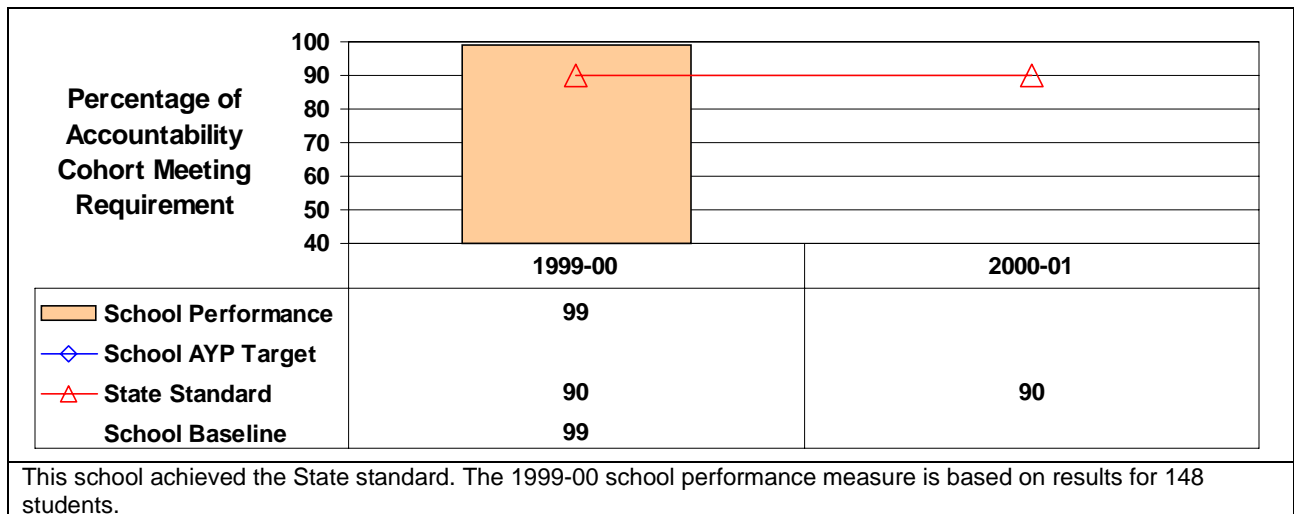 Percentage of
Accountability
Cohort Meeting
Requirement
100
90
80
70
60
50
40
1999-00 2000-01
School Performance 99
School AYP Target
State Standard 90 90
School Baseline 99
This school achieved the State standard. The 1999-00 school performance measure is based on results for 148
students.